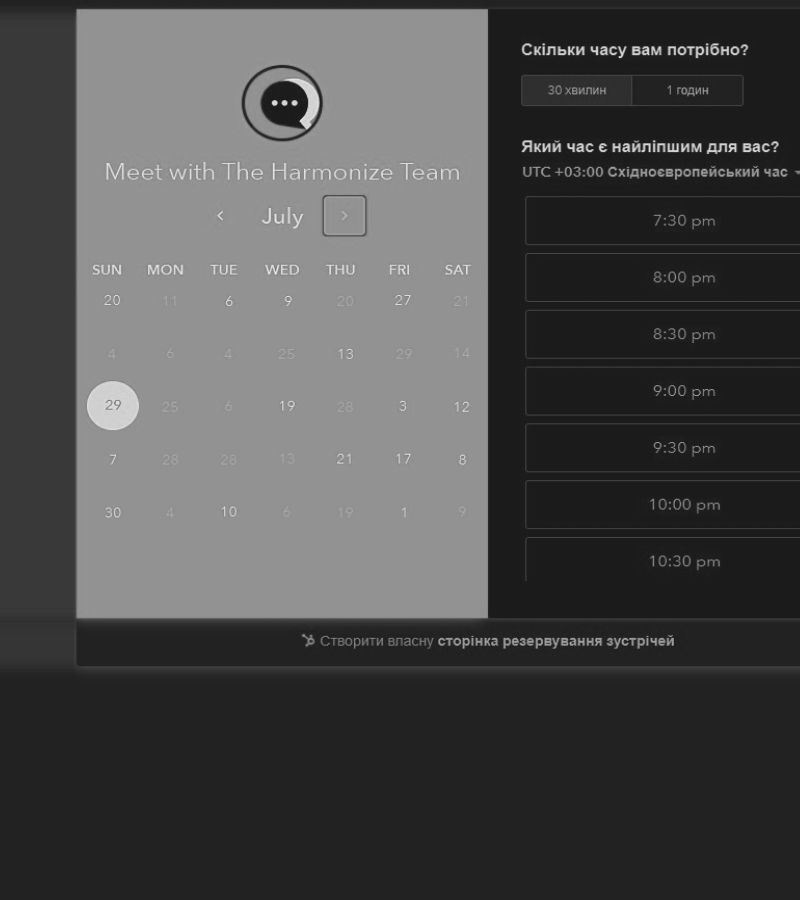 Meet with The Harmonize Team
July
SUN MON TUE WED THU FRI SAT
20 11 6 9 20 27 21
4 6 4 25 13 29 14
29 25 6 19 28 3 12
7 28 28 13 21 17 8
30 4 10 6 19 1 9
Скільки часу вам потрібно?
30 хвилин 1 годин
Який час є найліпшим для вас?
UTC +03:00 Східноєвропейський час
7:30 pm
8:00 pm
8:30 pm
9:00 pm
9:30 pm
10:00 pm
10:30 pm
Створити власну сторінка резервування зустрічей